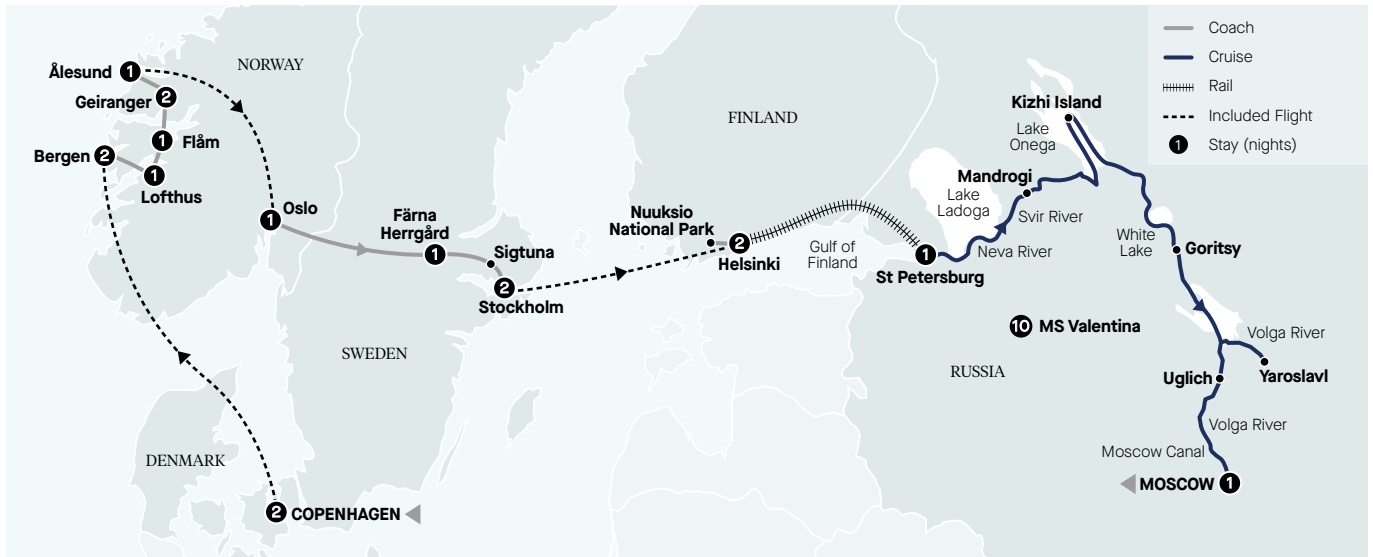 Coach
Cruise
Rail
Included Flight
1 Stay (nights)
NORWAY
Ålesund 1
Geiranger 2
1 Flåm
Bergen 2
1
Lofthus
1 Oslo
Färna
Herrgård
1
Sigtuna
2
Stockholm
SWEDEN
DENMARK
2 COPENHAGEN
FINLAND
Nuuksio
National Park
2
Helsinki
Gulf of
Finland
1
St Petersburg
Lake
Ladoga
Neva River
Svir River
Mandrogi
Kizhi Island
Lake
Onega
White
Lake
Goritsy
10 MS Valentina
RUSSIA
Volga River
Yaroslavl
Uglich
Volga River
Moscow Canal
MOSCOW 1